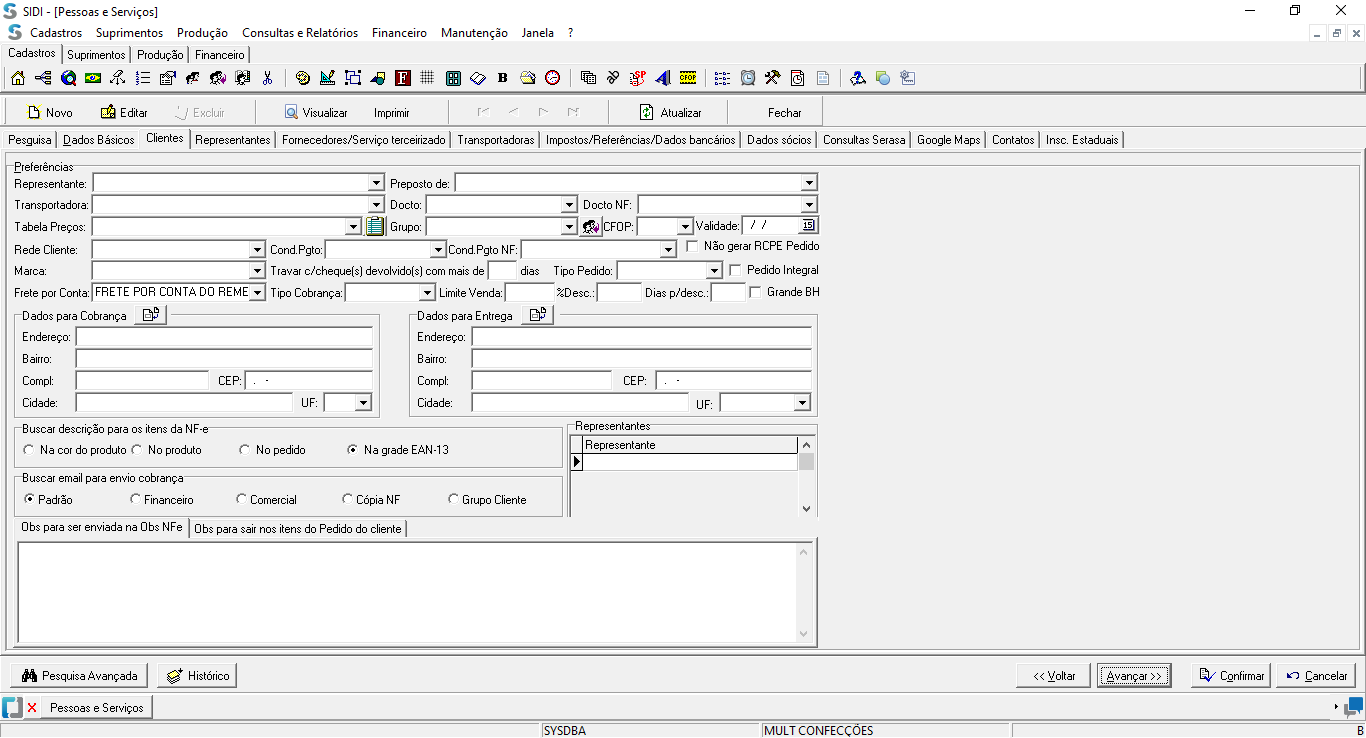 SIDI - [Pessoas e Serviços]
Cadastros Suprimentos Produção Consultas e Relatórios Financeiro Manutenção Janela ?
Cadastros Suprimentos Produção Financeiro
Novo Editar Excluir Visualizar Imprimir Atualizar Fechar
Pesquisa Dados Básicos Clientes Representantes Fornecedores/Serviço terceirizado Transportadoras Impostos/Referências/Dados bancários Dados sócios Consultas Serasa Google Maps Contatos Insc. Estaduais
Preferências
Representante: Preposto de:
Transportadora: Docto: Docto NF:
Tabela Preços: Grupo: CFOP: Validade: / / 15
Rede Cliente: Cond.Pgto: Cond.Pgto NF: Não gerar RCPE Pedido
Marca: Travar c/cheque(s) devolvido(s) com mais de dias Tipo Pedido: Pedido Integral
Frete por Conta: FRETE POR CONTA DO REME Tipo Cobrança: Limite Venda: %Desc.: Dias p/desc.: Grande BH
Dados para Cobrança Dados para Entrega
Endereço: Endereço:
Bairro: Bairro:
Compl: CEP: . - Compl: CEP: . -
Cidade: UF: Cidade: UF:
Buscar descrição para os itens da NF-e
Na cor do produto No produto No pedido Na grade EAN-13
Representantes
Representante
Buscar email para envio cobrança
Padrão Financeiro Comercial Cópia NF Grupo Cliente
Obs para ser enviada na Obs NFe Obs para sair nos itens do Pedido do cliente
Pesquisa Avançada Histórico << Voltar Avançar >> Confirmar Cancelar
Pessoas e Serviços
SYSDBA MULT CONFECÇÕES B